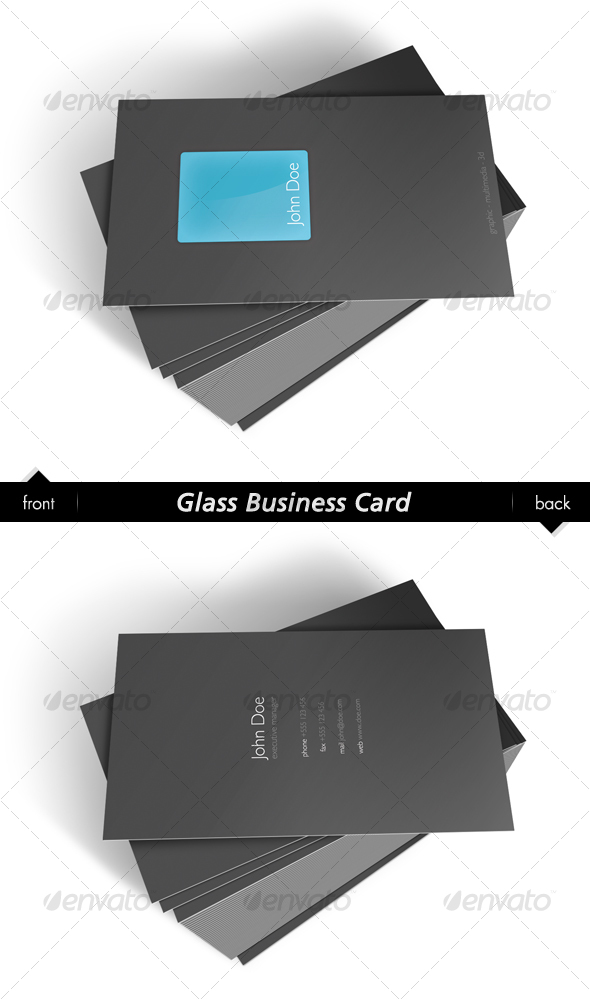 envato envato envato
John Doe
graphic - multimedia - 3d
envato envato envato
front
Glass Business Card
back
envato envato envato
John Doe
executive manager
phone +555 123 456
fax +555 123 454
mail john@doe.com
web www.doe.com
envato envato envato